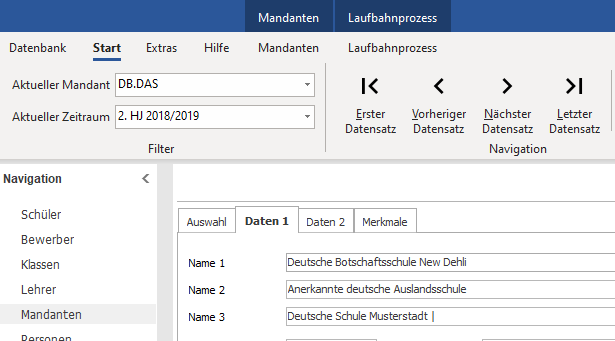 Mandanten Laufbahnprozess
Datenbank Start Extras Hilfe Mandanten Laufbahnprozess
Aktueller Mandant DB.DAS
Aktueller Zeitraum 2. HJ 2018/2019
Erster Datensatz
Vorheriger Datensatz
Nächster Datensatz
Letzter Datensatz
Filter Navigation
Navigation
Schüler
Bewerber
Klassen
Lehrer
Mandanten
Personen
Auswahl Daten 1 Daten 2 Merkmale
Name 1 Deutsche Botschaftsschule New Dehli
Name 2 Anerkannte deutsche Auslandsschule
Name 3 Deutsche Schule Musterstadt